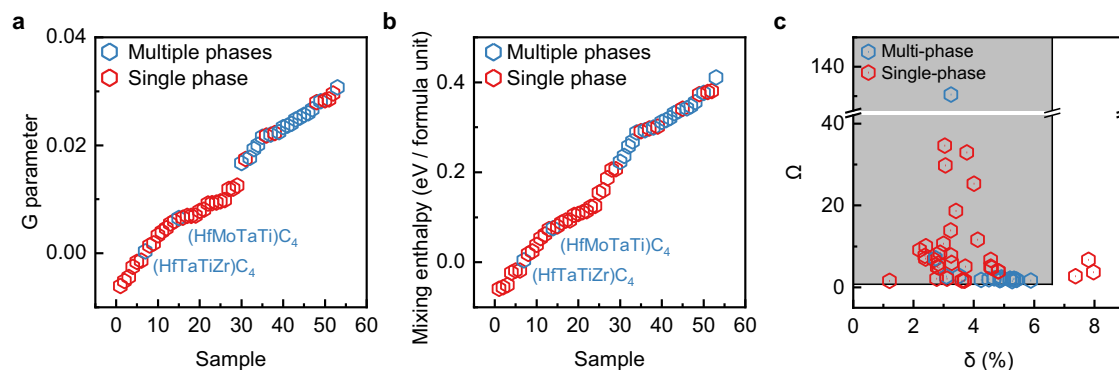 a
0.04
0.02
0.00
G parameter
Multiple phases
Single phase
(HfMoTaTi)C₄
(HfTaTiZr)C₄
0 10 20 30 40 50 60
Sample
b
0.4
0.2
0.0
Mixing enthalpy (eV / formula unit)
Multiple phases
Single phase
(HfMoTaTi)C₄
(HfTaTiZr)C₄
0 10 20 30 40 50 60
Sample
c
140
40
20
0
Ω
Multi-phase
Single-phase
0 2 4 6 8
δ (%)